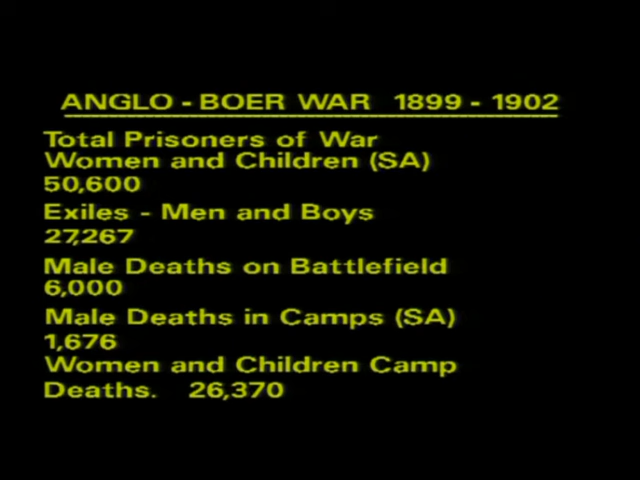 ANGLO - BOER WAR 1899 - 1902
Total Prisoners of War
Women and Children (SA)
50,600
Exiles - Men and Boys
27,267
Male Deaths on Battlefield
6,000
Male Deaths in Camps (SA)
1,676
Women and Children Camp
Deaths. 26,370